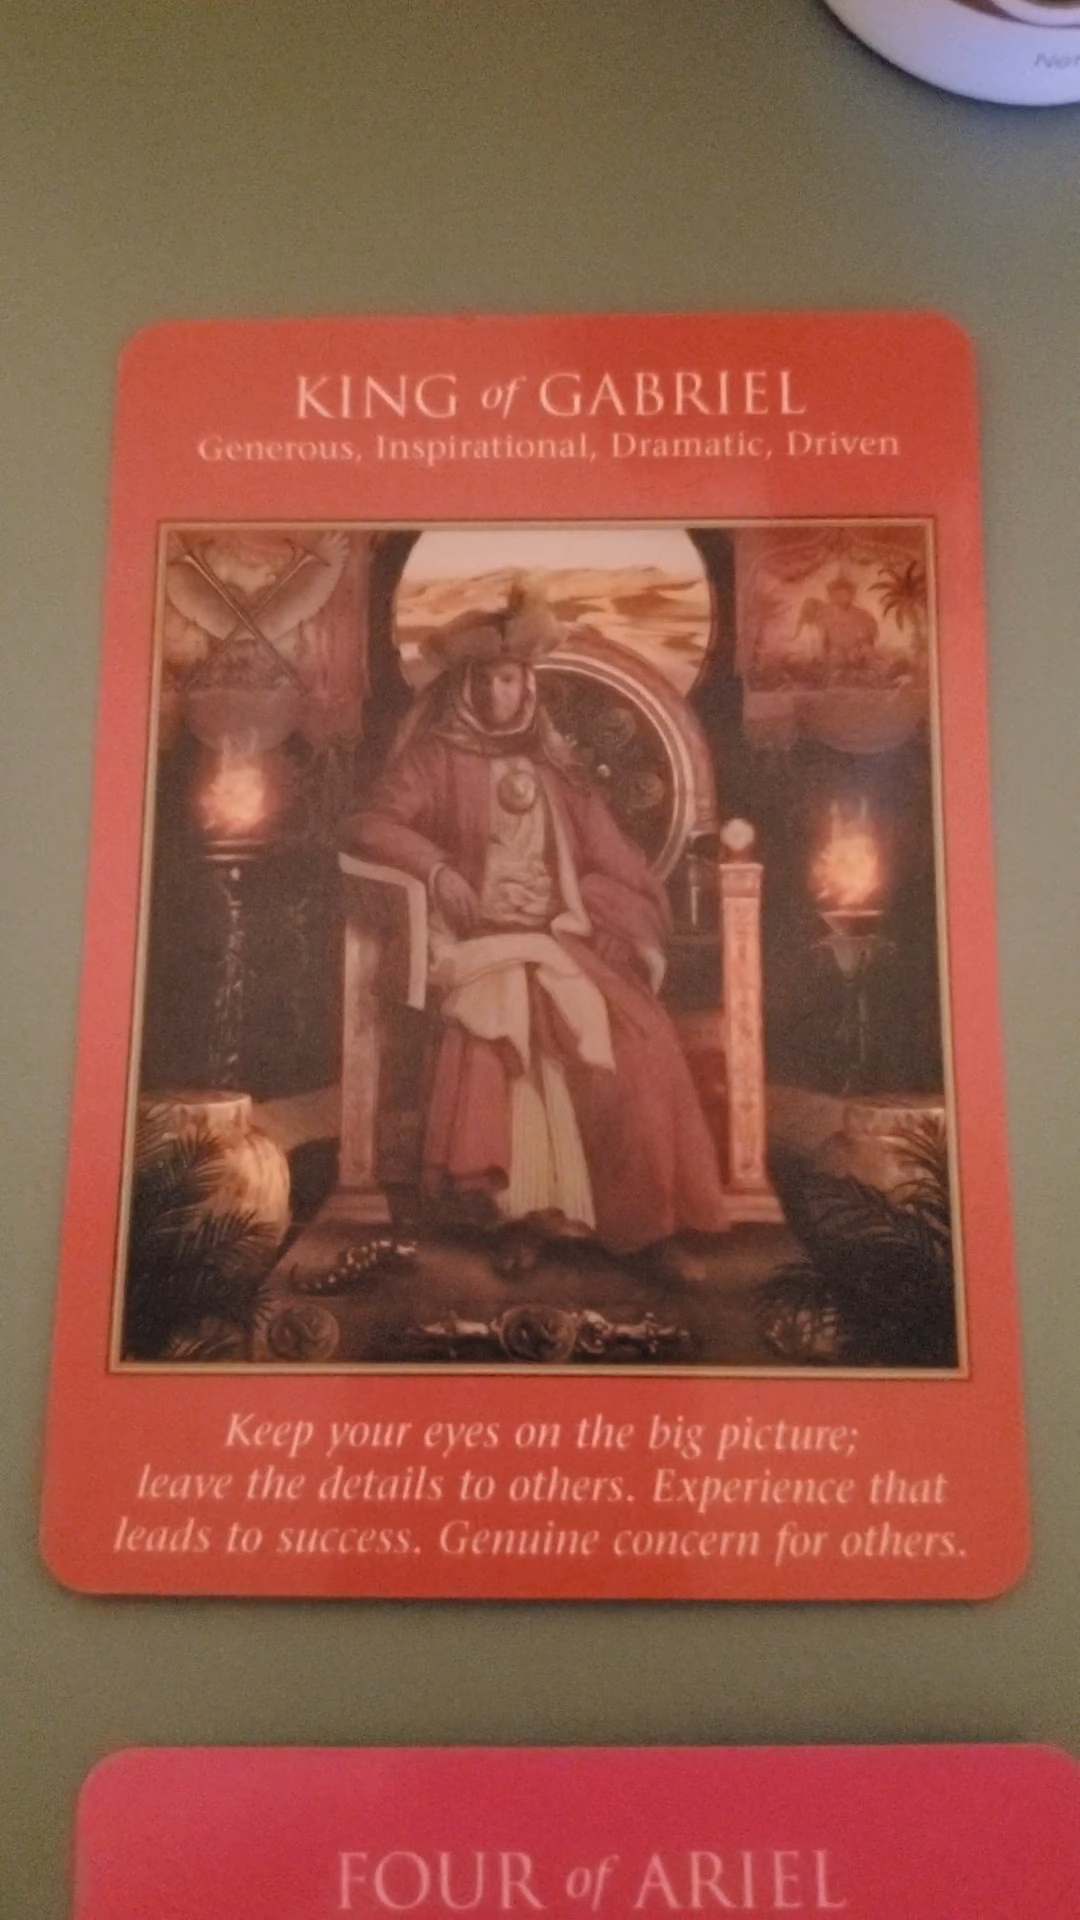 KING of GABRIEL
Generous, Inspirational, Dramatic, Driven
Keep your eyes on the big picture;
leave the details to others. Experience that
leads to success. Genuine concern for others.
FOUR of ARIEL